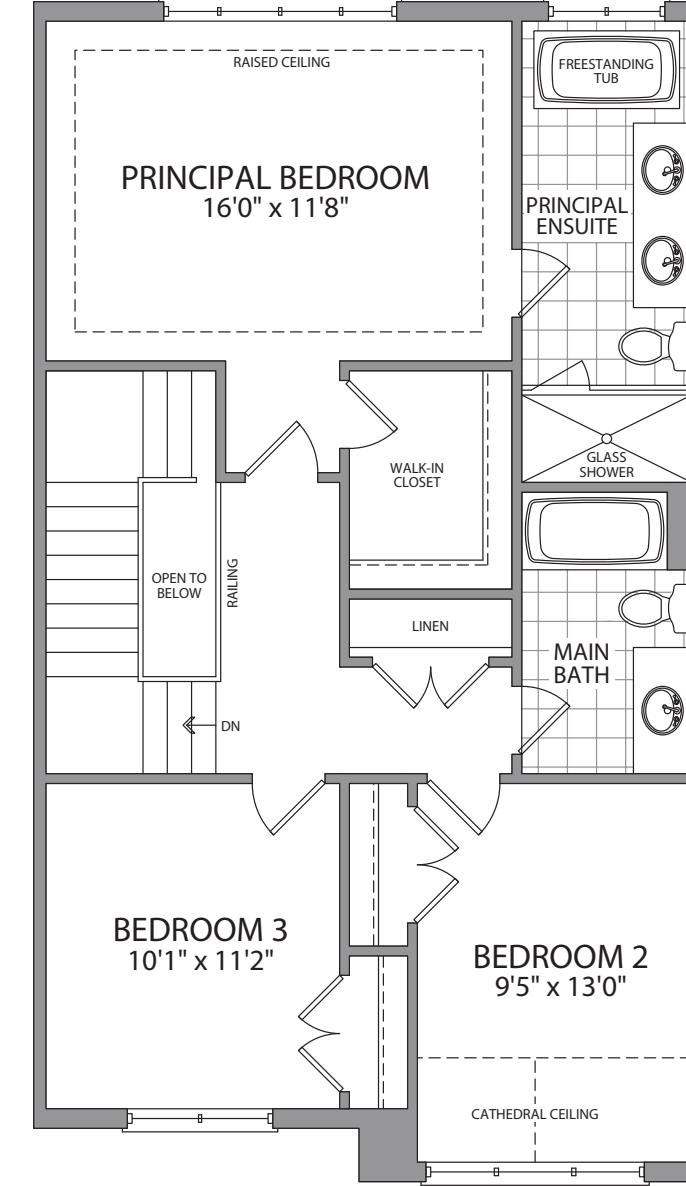 RAISED CEILING
FREESTANDING
TUB
PRINCIPAL BEDROOM
16'0" x 11'8"
PRINCIPAL
ENSUITE
WALK-IN
CLOSET
GLASS
SHOWER
OPEN TO
BELOW
RAILING
LINEN
MAIN
BATH
DN
BEDROOM 3
10'1" x 11'2"
BEDROOM 2
9'5" x 13'0"
CATHEDRAL CEILING